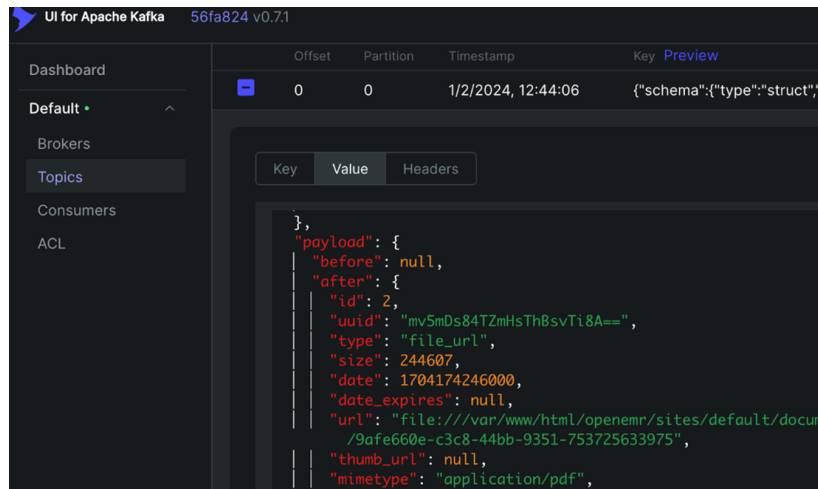 UI for Apache Kafka 56fa824 v0.7.1
Dashboard
Default
Brokers
Topics
Consumers
ACL
Offset Partition Timestamp Key Preview
0 0 1/2/2024, 12:44:06 {"schema":{"type":"struct",
Key Value Headers
},
"payload": {
"before": null,
"after": {
"id": 2,
"uuid": "mv5mDs84TZmHsThBsvTi8A==",
"type": "file_url",
"size": 244607,
"date": 1704174246000,
"date_expires": null,
"url": "file:///var/www/html/openemr/sites/default/docu
/9afe660e-c3c8-44bb-9351-753725633975",
"thumb_url": null,
"mimetype": "application/pdf",